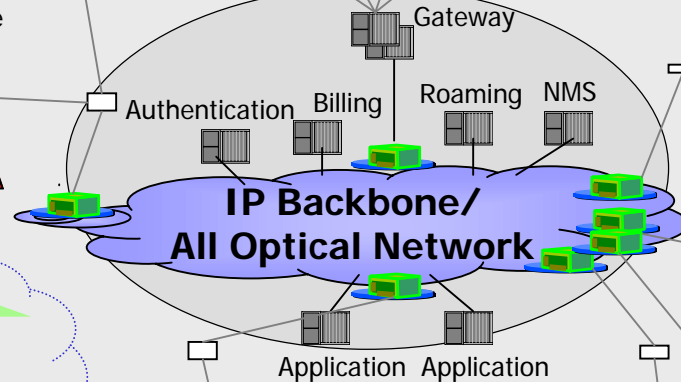 Gateway
Authentication
Billing
Roaming
NMS
IP Backbone/
All Optical Network
Application
Application